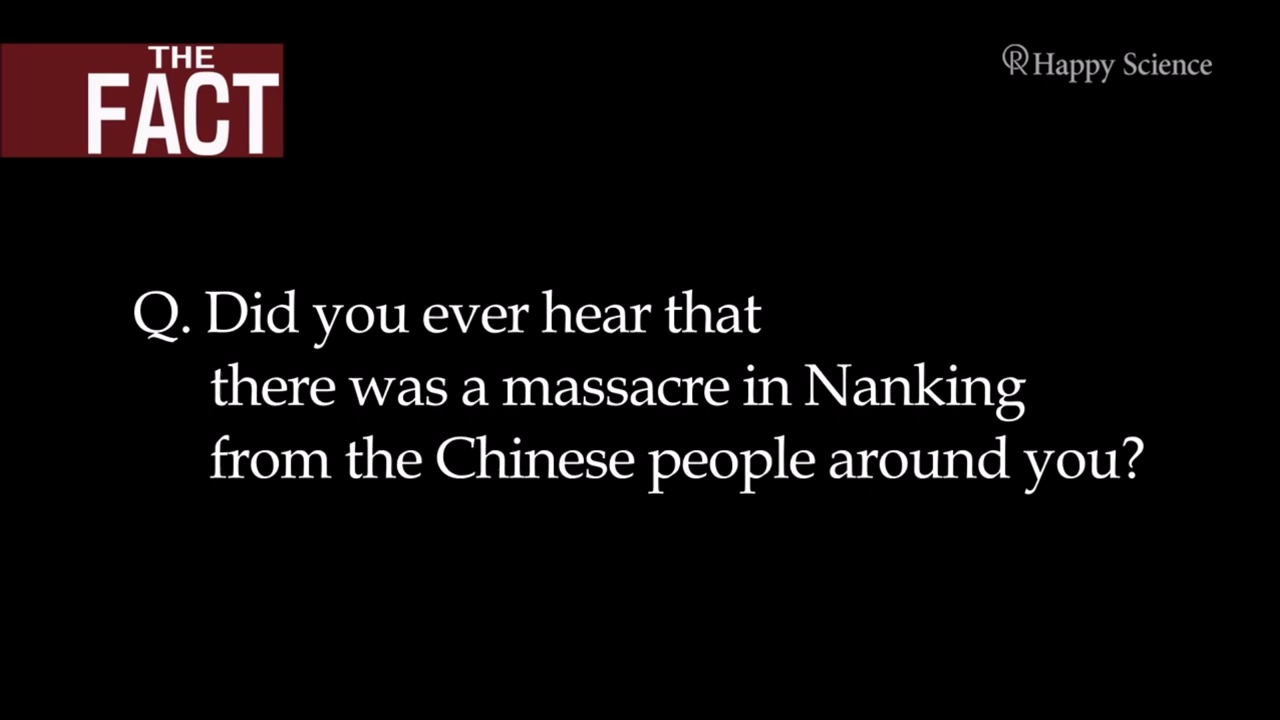 THE
FACT
Happy Science
Q. Did you ever hear that
there was a massacre in Nanking
from the Chinese people around you?